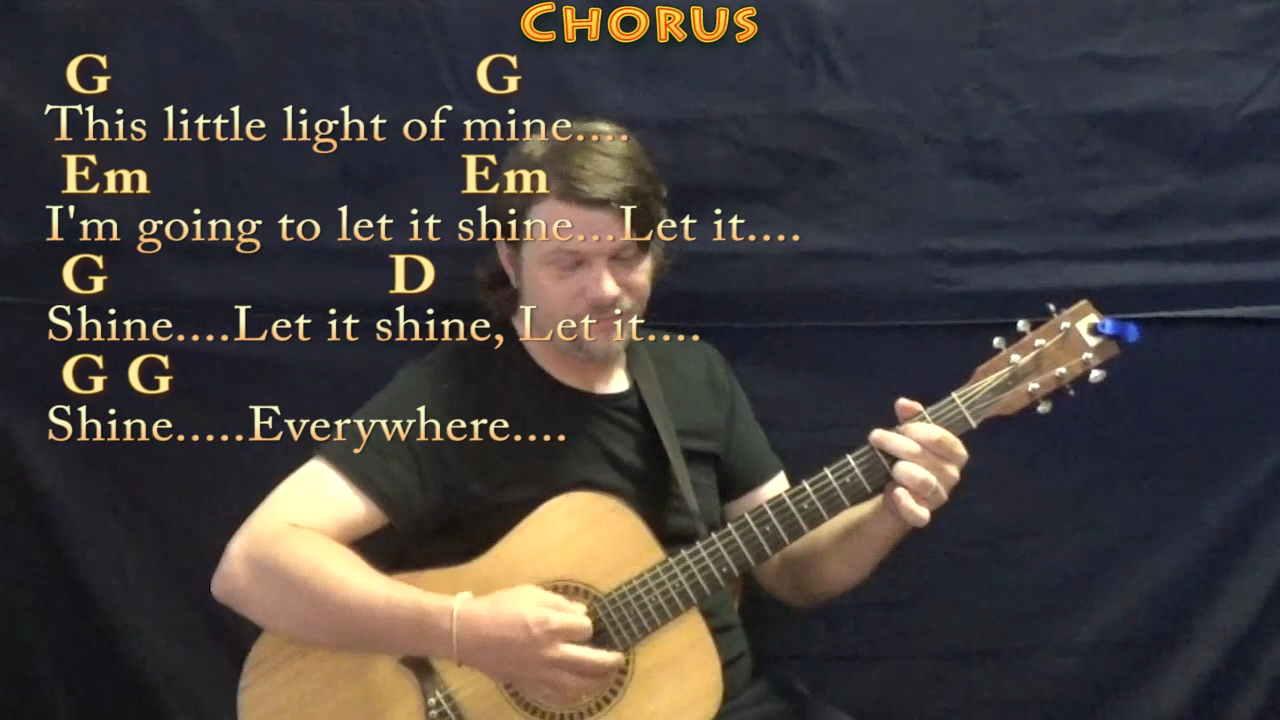 CHORUS
G G
This little light of mine....
Em Em
I'm going to let it shine...Let it....
G D
Shine....Let it shine, Let it....
G G
Shine.....Everywhere....